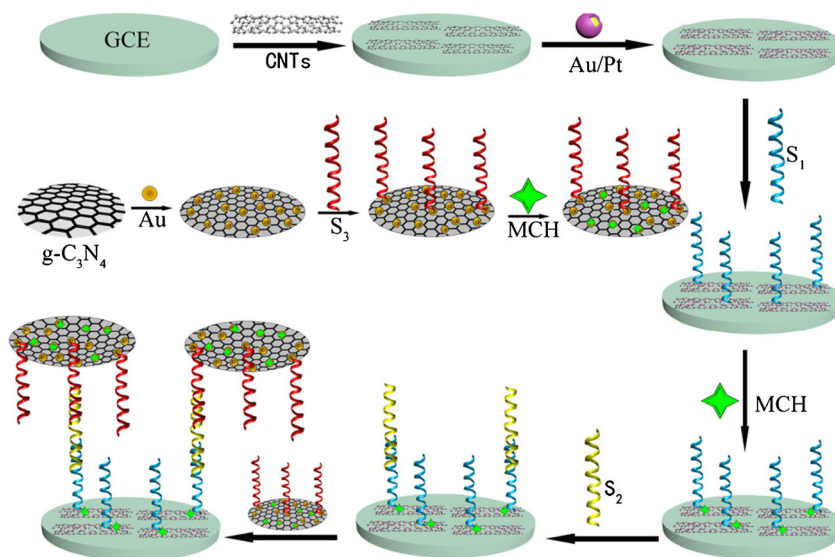 GCE
CNTs
Au/Pt
S₁
g-C₃N₄
Au
S₃
MCH
MCH
S₂